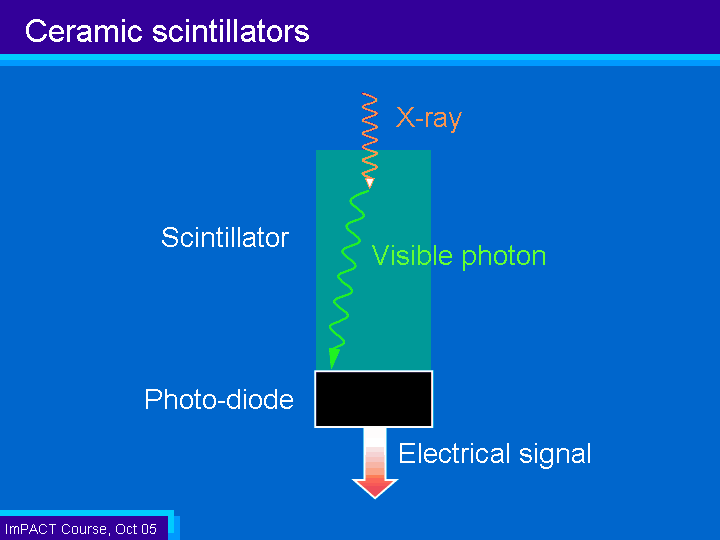 Ceramic scintillators
X-ray
Scintillator
Visible photon
Photo-diode
Electrical signal
ImPACT Course, Oct 05